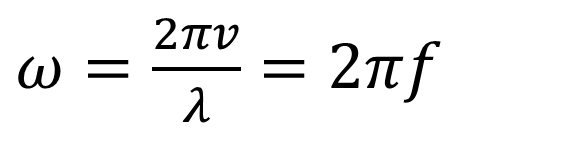 ω = 2πv/λ = 2πf